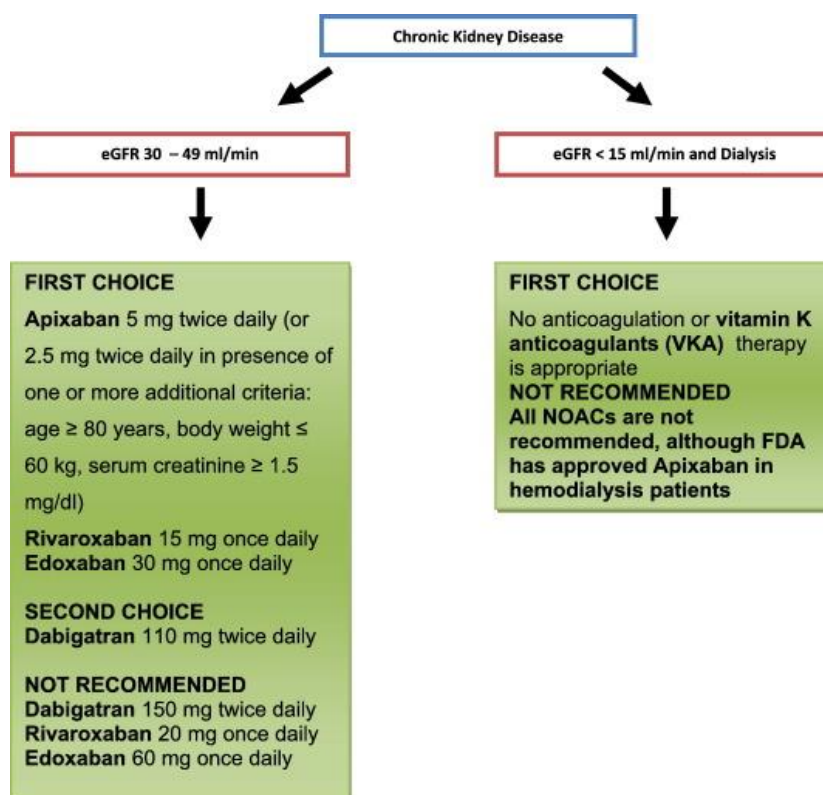 Chronic Kidney Disease
eGFR 30 – 49 ml/min
FIRST CHOICE
Apixaban 5 mg twice daily (or
2.5 mg twice daily in presence of
one or more additional criteria:
age ≥ 80 years, body weight ≤
60 kg, serum creatinine ≥ 1.5
mg/dl)
Rivaroxaban 15 mg once daily
Edoxaban 30 mg once daily
SECOND CHOICE
Dabigatran 110 mg twice daily
NOT RECOMMENDED
Dabigatran 150 mg twice daily
Rivaroxaban 20 mg once daily
Edoxaban 60 mg once daily
eGFR < 15 ml/min and Dialysis
FIRST CHOICE
No anticoagulation or vitamin K
anticoagulants (VKA) therapy
is appropriate
NOT RECOMMENDED
All NOACs are not
recommended, although FDA
has approved Apixaban in
hemodialysis patients